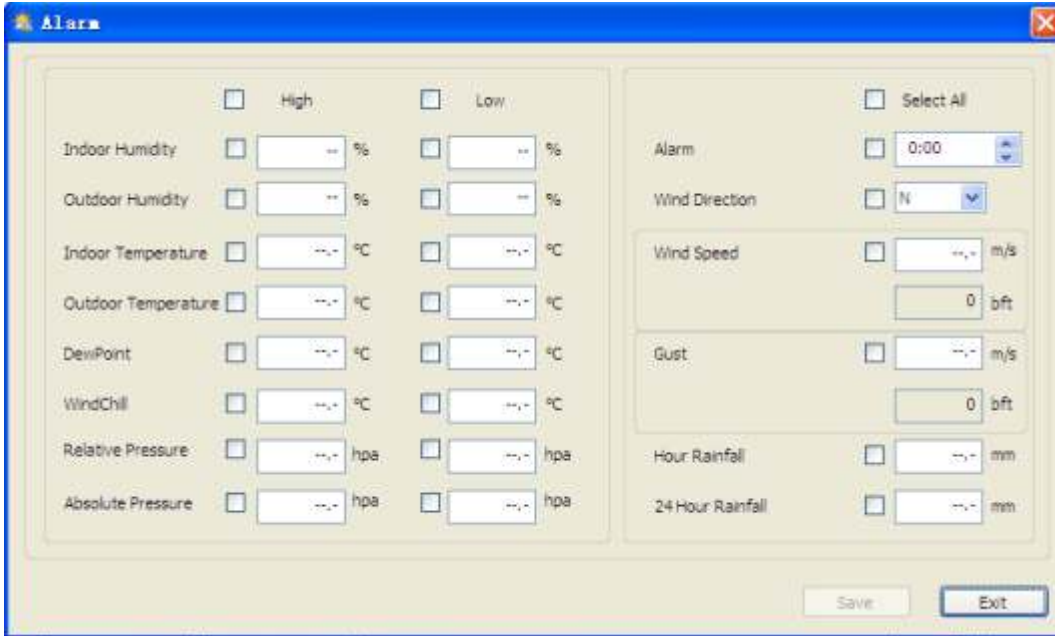 Alarm
High Low
Indoor Humidity -- % -- %
Outdoor Humidity -- % -- %
Indoor Temperature --.- °C --.- °C
Outdoor Temperature --.- °C --.- °C
DewPoint --.- °C --.- °C
WindChill --.- °C --.- °C
Relative Pressure --.- hpa --.- hpa
Absolute Pressure --.- hpa --.- hpa
Select All
Alarm 0:00
Wind Direction N
Wind Speed --.- m/s
0 bft
Gust --.- m/s
0 bft
Hour Rainfall --.- mm
24 Hour Rainfall --.- mm
Save Exit